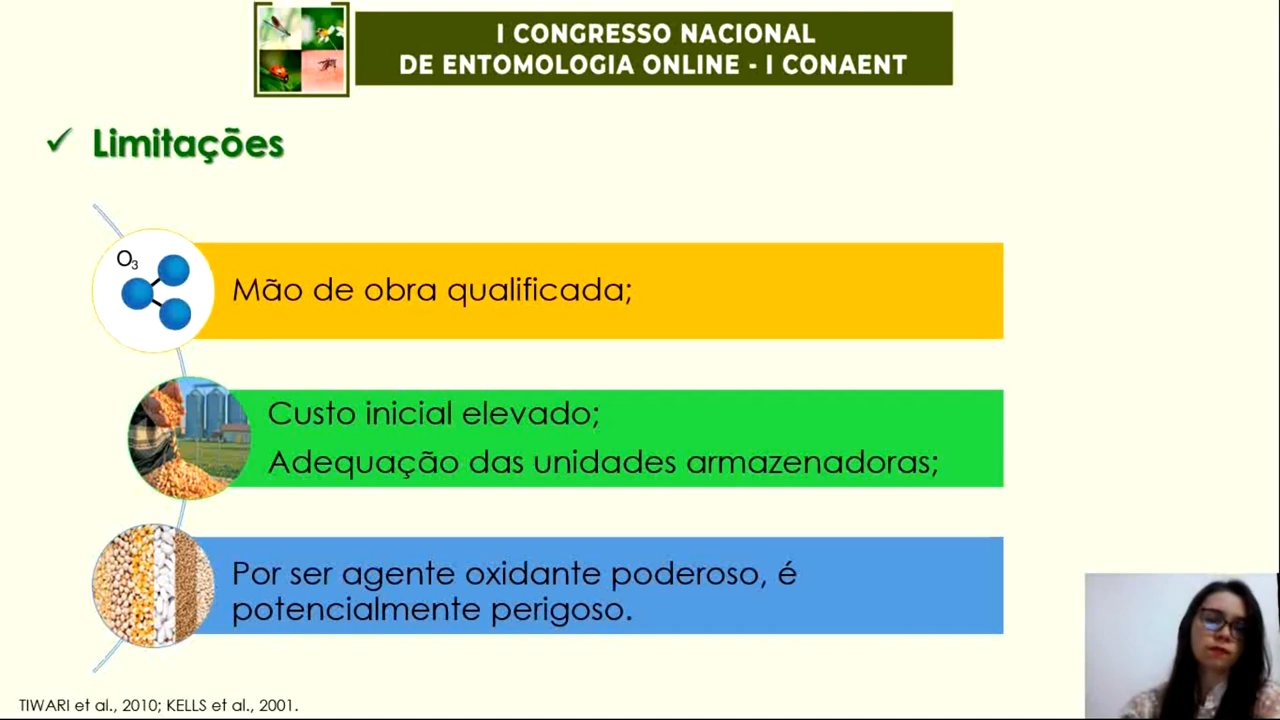 I CONGRESSO NACIONAL
DE ENTOMOLOGIA ONLINE - I CONAENT
✓ Limitações
O₃
Mão de obra qualificada;
Custo inicial elevado;
Adequação das unidades armazenadoras;
Por ser agente oxidante poderoso, é
potencialmente perigoso.
TIWARI et al., 2010; KELLS et al., 2001.